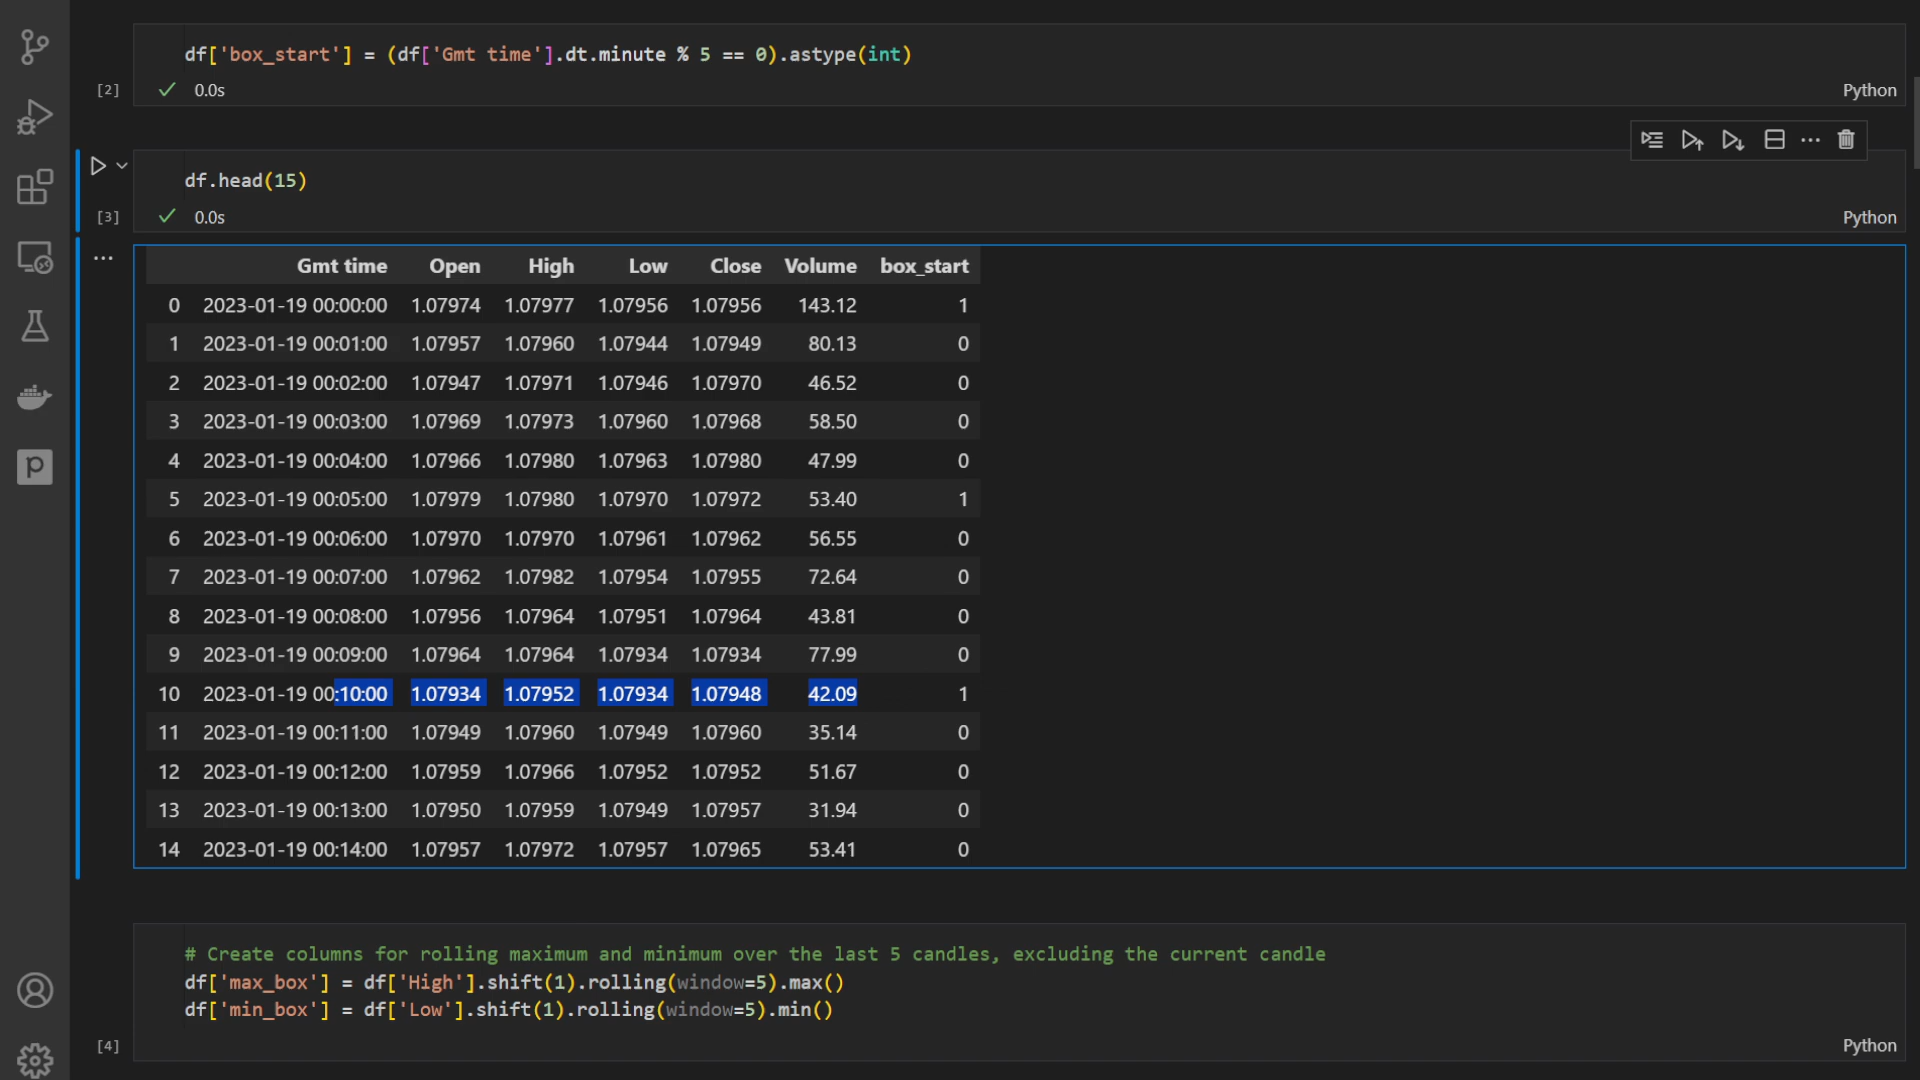 df['box_start'] = (df['Gmt time'].dt.minute % 5 == 0).astype(int)
[2] 0.0s Python
df.head(15)
[3] 0.0s Python
Gmt time Open High Low Close Volume box_start
0 2023-01-19 00:00:00 1.07974 1.07977 1.07956 1.07956 143.12 1
1 2023-01-19 00:01:00 1.07957 1.07960 1.07944 1.07949 80.13 0
2 2023-01-19 00:02:00 1.07947 1.07971 1.07946 1.07970 46.52 0
3 2023-01-19 00:03:00 1.07969 1.07973 1.07960 1.07968 58.50 0
4 2023-01-19 00:04:00 1.07966 1.07980 1.07963 1.07980 47.99 0
5 2023-01-19 00:05:00 1.07979 1.07980 1.07970 1.07972 53.40 1
6 2023-01-19 00:06:00 1.07970 1.07970 1.07961 1.07962 56.55 0
7 2023-01-19 00:07:00 1.07962 1.07982 1.07954 1.07955 72.64 0
8 2023-01-19 00:08:00 1.07956 1.07964 1.07951 1.07964 43.81 0
9 2023-01-19 00:09:00 1.07964 1.07964 1.07934 1.07934 77.99 0
10 2023-01-19 00:10:00 1.07934 1.07952 1.07934 1.07948 42.09 1
11 2023-01-19 00:11:00 1.07949 1.07960 1.07949 1.07960 35.14 0
12 2023-01-19 00:12:00 1.07959 1.07966 1.07952 1.07952 51.67 0
13 2023-01-19 00:13:00 1.07950 1.07959 1.07949 1.07957 31.94 0
14 2023-01-19 00:14:00 1.07957 1.07972 1.07957 1.07965 53.41 0
# Create columns for rolling maximum and minimum over the last 5 candles, excluding the current candle
df['max_box'] = df['High'].shift(1).rolling(window=5).max()
df['min_box'] = df['Low'].shift(1).rolling(window=5).min()
[4] Python